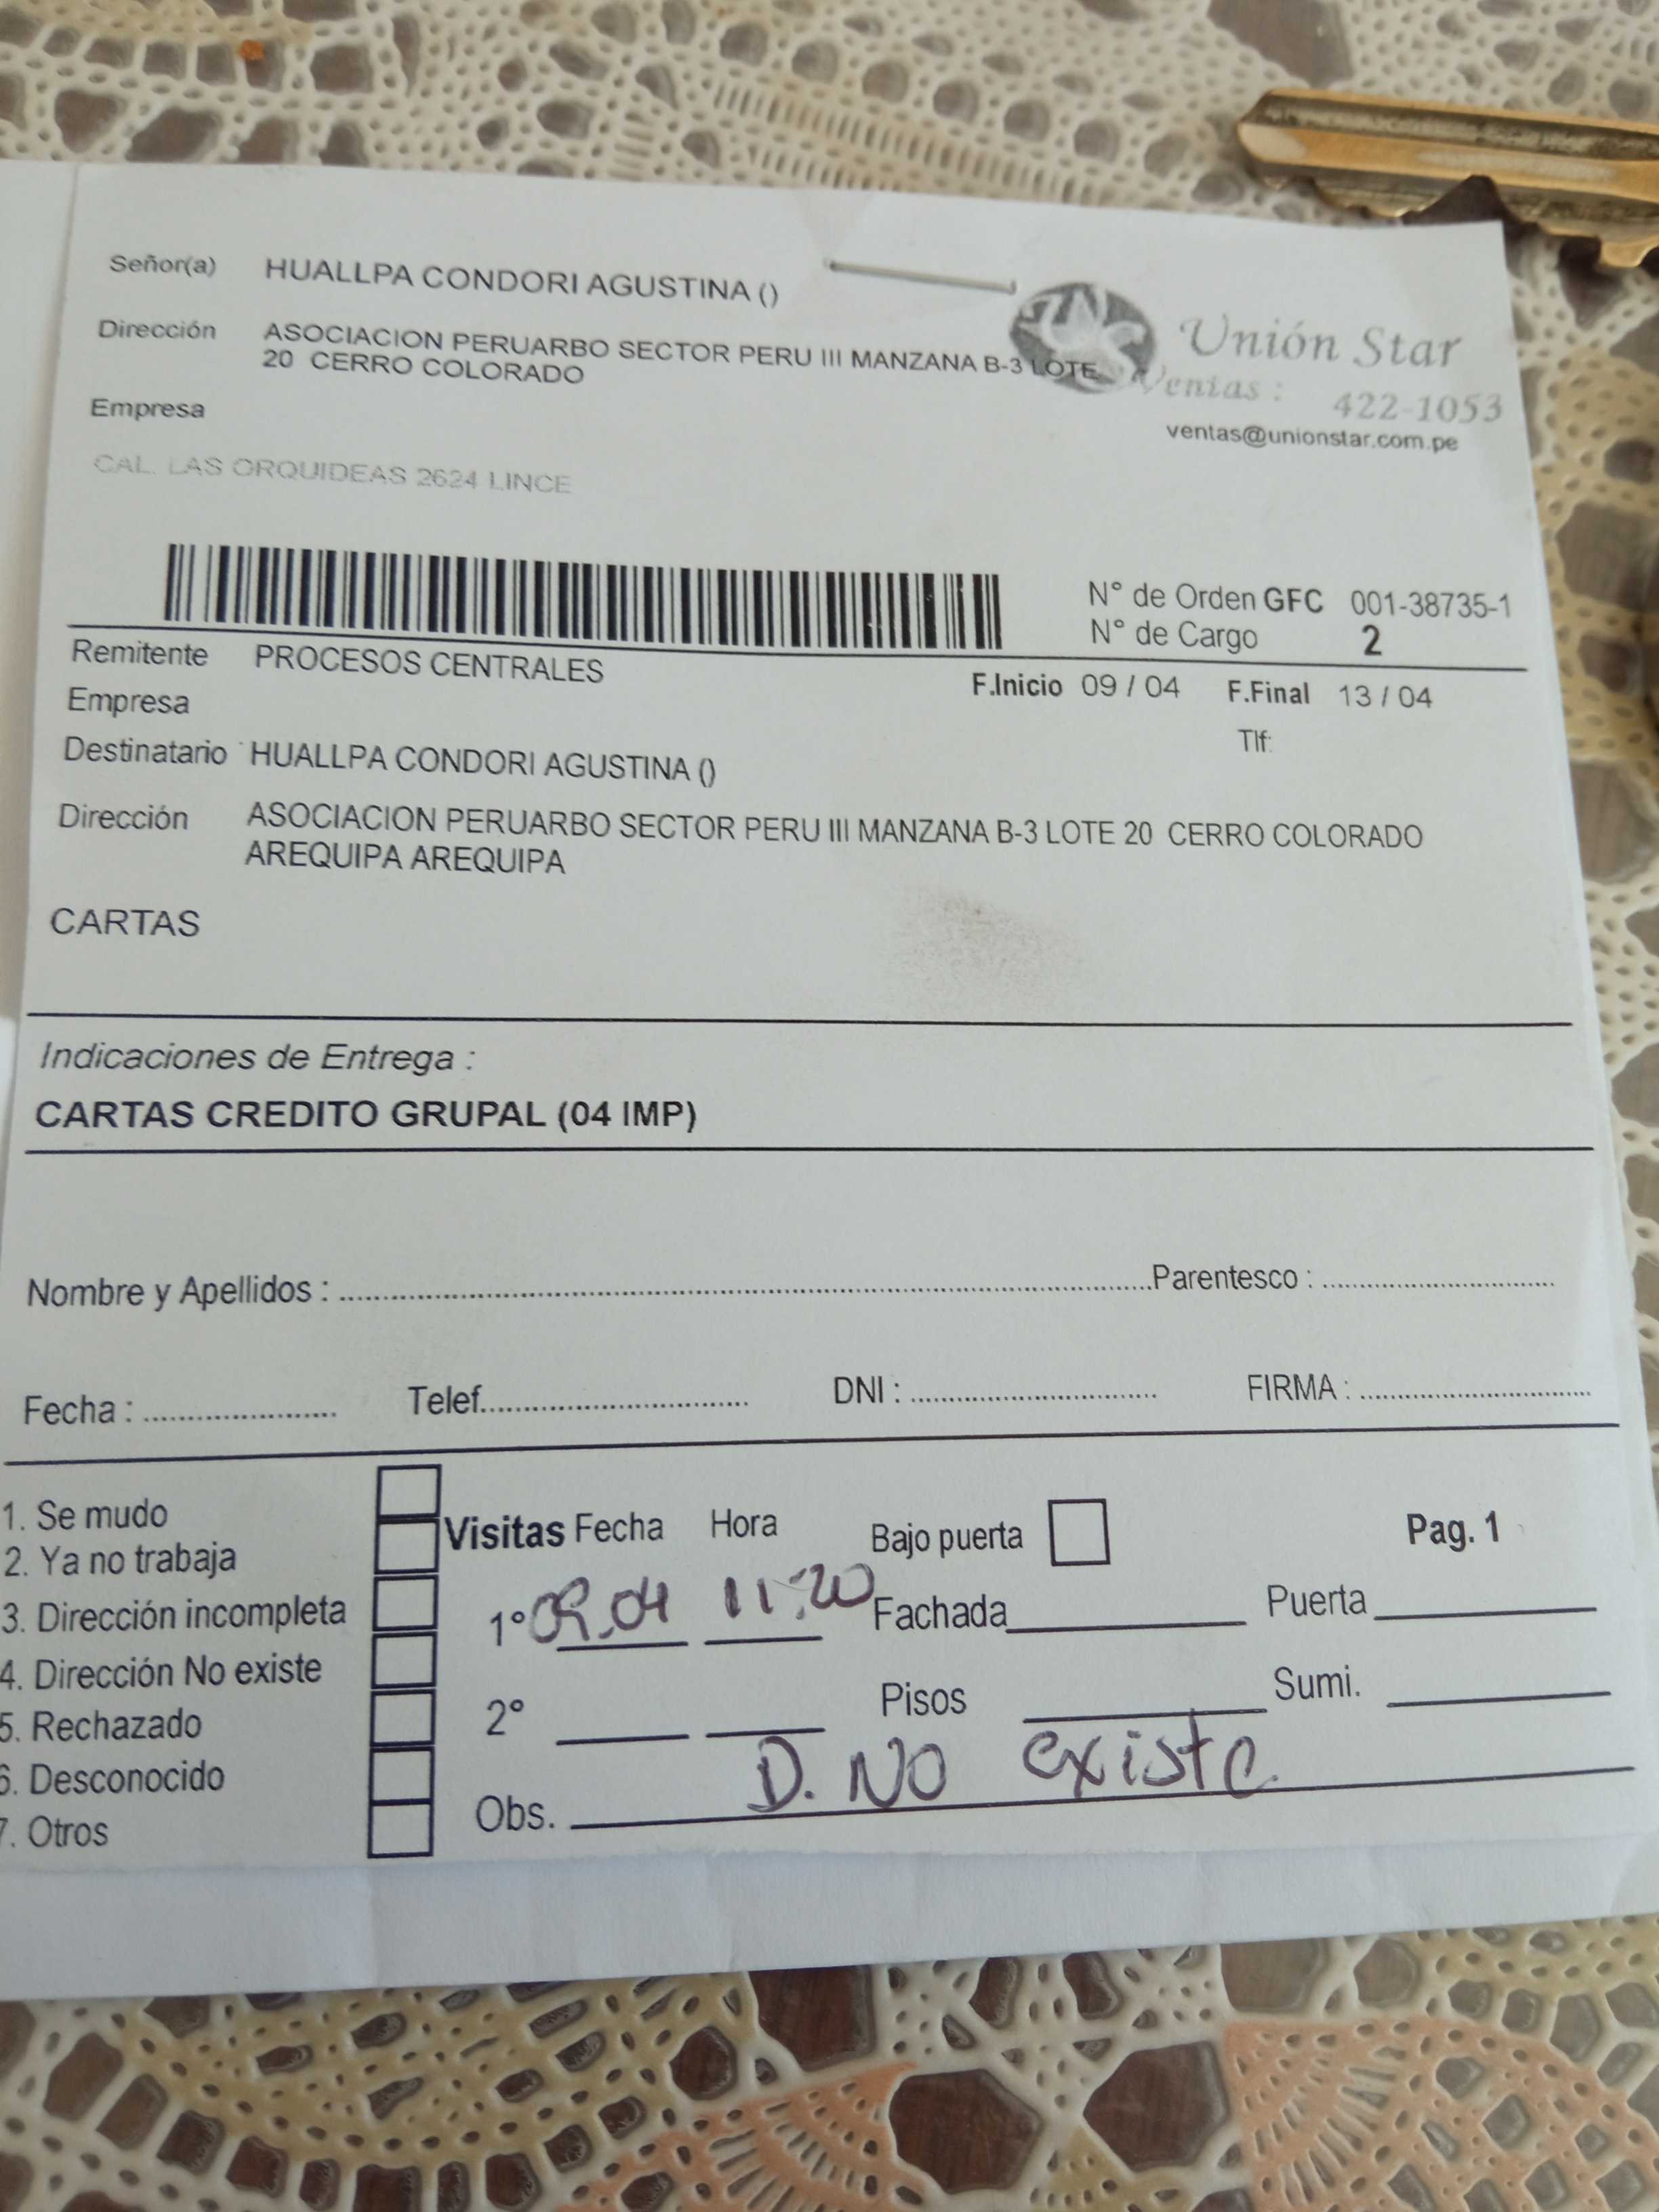 Señor(a) HUALLPA CONDORI AGUSTINA ()
Dirección ASOCIACION PERUARBO SECTOR PERU III MANZANA B-3 LOTE
20 CERRO COLORADO
Empresa
CAL. LAS ORQUIDEAS 2624 LINCE
Unión Star
Ventas : 422-1053
ventas@unionstar.com.pe
N° de Orden GFC 001-38735-1
N° de Cargo 2
Remitente PROCESOS CENTRALES
F.Inicio 09 / 04 F.Final 13 / 04
Empresa
Tlf:
Destinatario HUALLPA CONDORI AGUSTINA ()
Dirección ASOCIACION PERUARBO SECTOR PERU III MANZANA B-3 LOTE 20 CERRO COLORADO
AREQUIPA AREQUIPA
CARTAS
Indicaciones de Entrega :
CARTAS CREDITO GRUPAL (04 IMP)
Nombre y Apellidos : Parentesco :
Fecha : Telef. DNI : FIRMA :
1. Se mudo
2. Ya no trabaja
3. Dirección incompleta
4. Dirección No existe
5. Rechazado
6. Desconocido
7. Otros
Visitas Fecha Hora Bajo puerta Pag. 1
1° 09.04 11:20 Fachada Puerta
2° Pisos Sumi.
Obs. D. NO existe